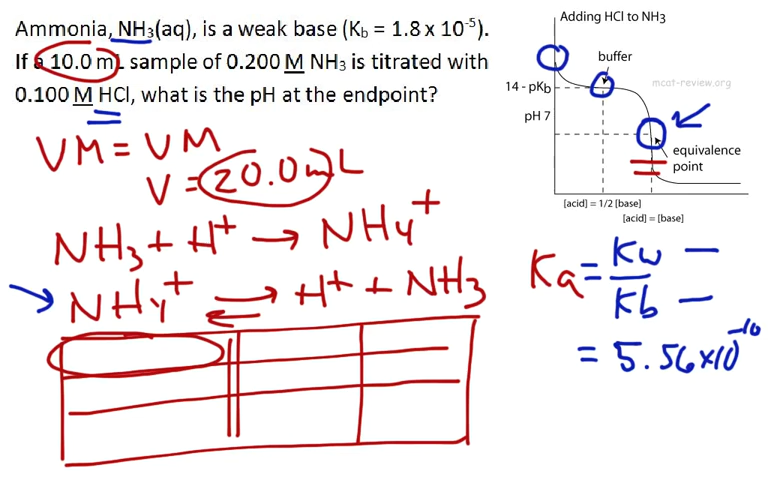 Ammonia, NH₃(aq), is a weak base (Kb = 1.8 x 10⁻⁵).
If a 10.0 mL sample of 0.200 M NH₃ is titrated with
0.100 M HCl, what is the pH at the endpoint?
VM = VM
V = 20.0 mL
NH₃ + H⁺ → NH₄⁺
NH₄⁺ ⇄ H⁺ + NH₃
Adding HCl to NH3
buffer
mcat-review.org
14 - pKb
pH 7
equivalence
point
[acid] = 1/2 [base]
[acid] = [base]
Ka = Kw/Kb
= 5.56 x 10⁻¹⁰